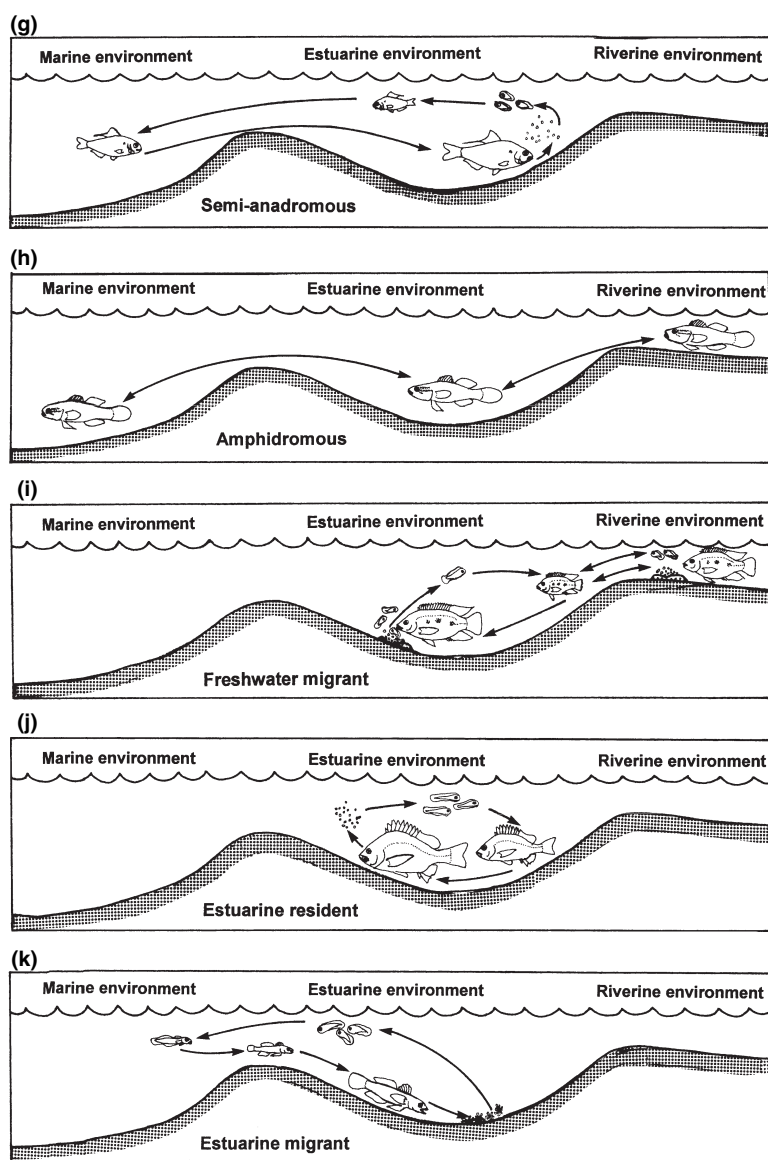 (g)
Marine environment Estuarine environment Riverine environment
Semi-anadromous
(h)
Marine environment Estuarine environment Riverine environment
Amphidromous
(i)
Marine environment Estuarine environment Riverine environment
Freshwater migrant
(j)
Marine environment Estuarine environment Riverine environment
Estuarine resident
(k)
Marine environment Estuarine environment Riverine environment
Estuarine migrant